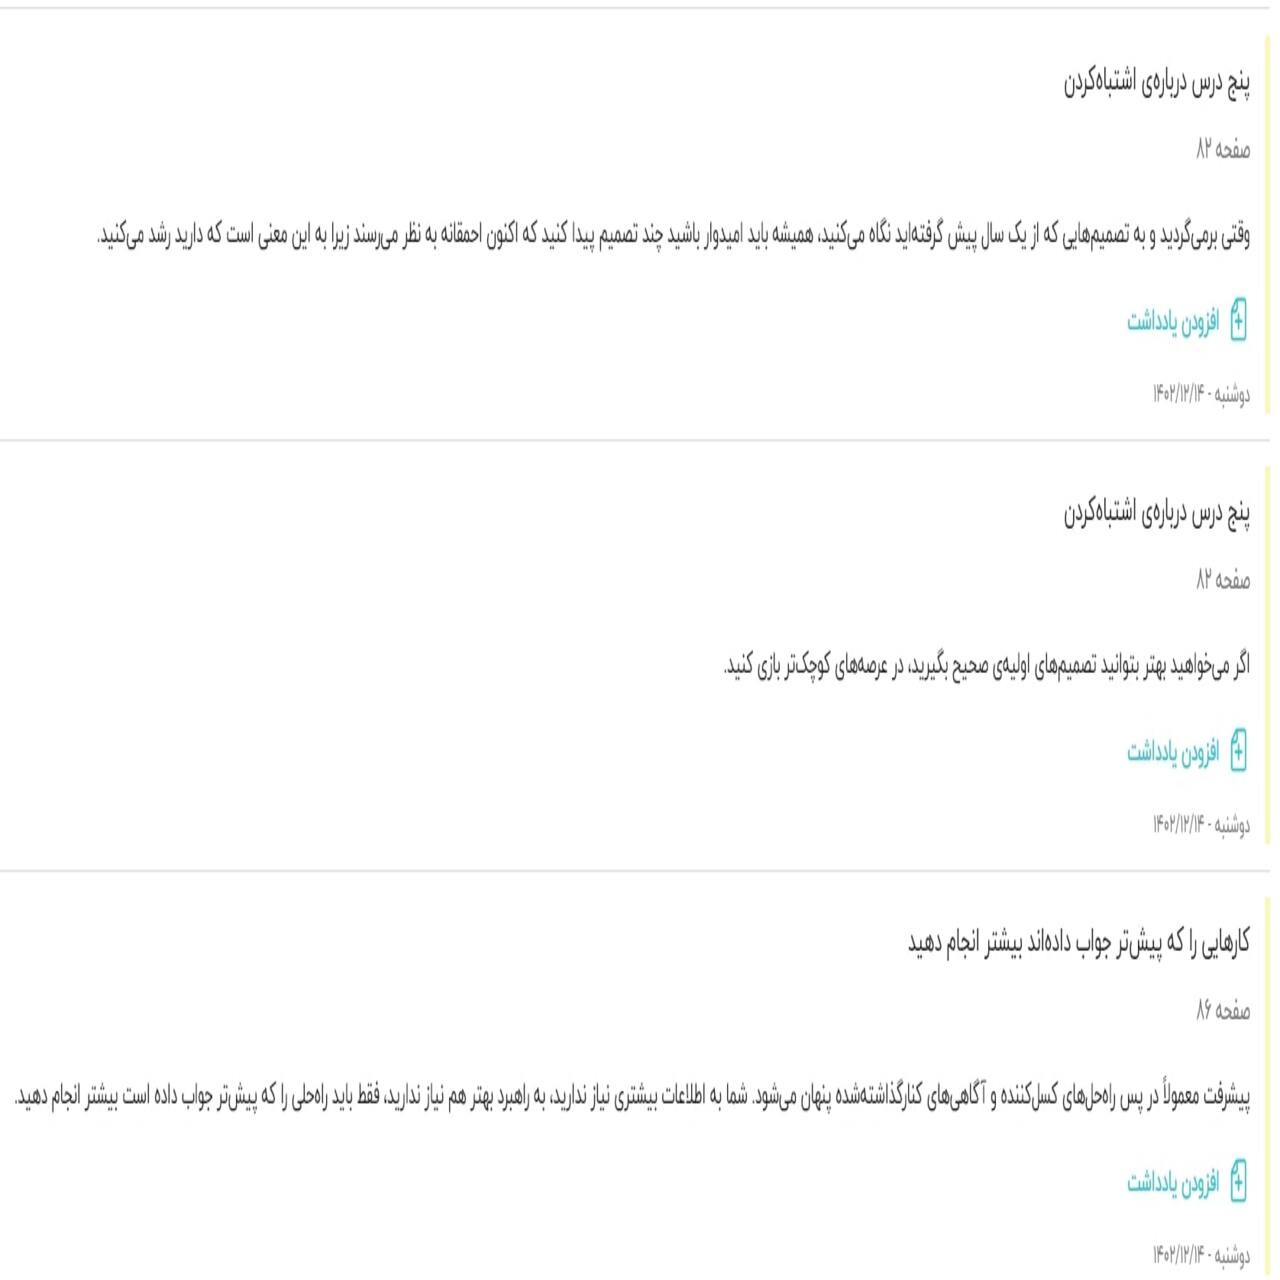 پنج درس درباره‌ی اشتباه‌کردن
صفحه ۸۲
وقتی برمی‌گردید و به تصمیم‌هایی که از یک سال پیش گرفته‌اید نگاه می‌کنید، همیشه باید امیدوار باشید چند تصمیم پیدا کنید که اکنون احمقانه به نظر می‌رسند زیرا به این معنی است که دارید رشد می‌کنید.
افزودن یادداشت
دوشنبه - ۱۴۰۲/۱۲/۱۴
پنج درس درباره‌ی اشتباه‌کردن
صفحه ۸۲
اگر می‌خواهید بهتر بتوانید تصمیم‌های اولیه‌ی صحیح بگیرید، در عرصه‌های کوچک‌تر بازی کنید.
افزودن یادداشت
دوشنبه - ۱۴۰۲/۱۲/۱۴
کارهایی را که پیش‌تر جواب داده‌اند بیشتر انجام دهید
صفحه ۸۶
پیشرفت معمولاً در پس راه‌حل‌های کسل‌کننده و آگاهی‌های کنارگذاشته‌شده پنهان می‌شود. شما به اطلاعات بیشتری نیاز ندارید، به راهبرد بهتر هم نیاز ندارید، فقط باید راه‌حلی را که پیش‌تر جواب داده است بیشتر انجام دهید.
افزودن یادداشت
دوشنبه - ۱۴۰۲/۱۲/۱۴